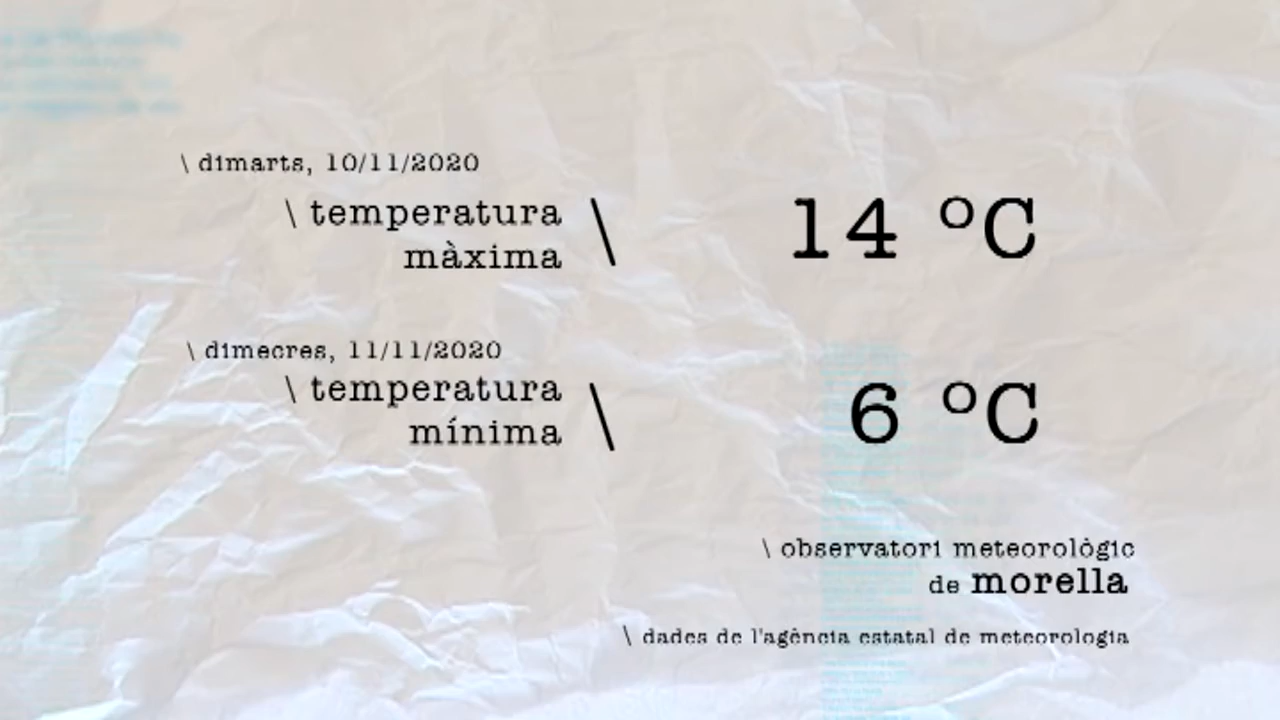 \ dimarts, 10/11/2020
\ temperatura \ 14 ºC
màxima
\ dimecres, 11/11/2020
\ temperatura \ 6 ºC
mínima
\ observatori meteorològic
de morella
\ dades de l'agència estatal de meteorologia